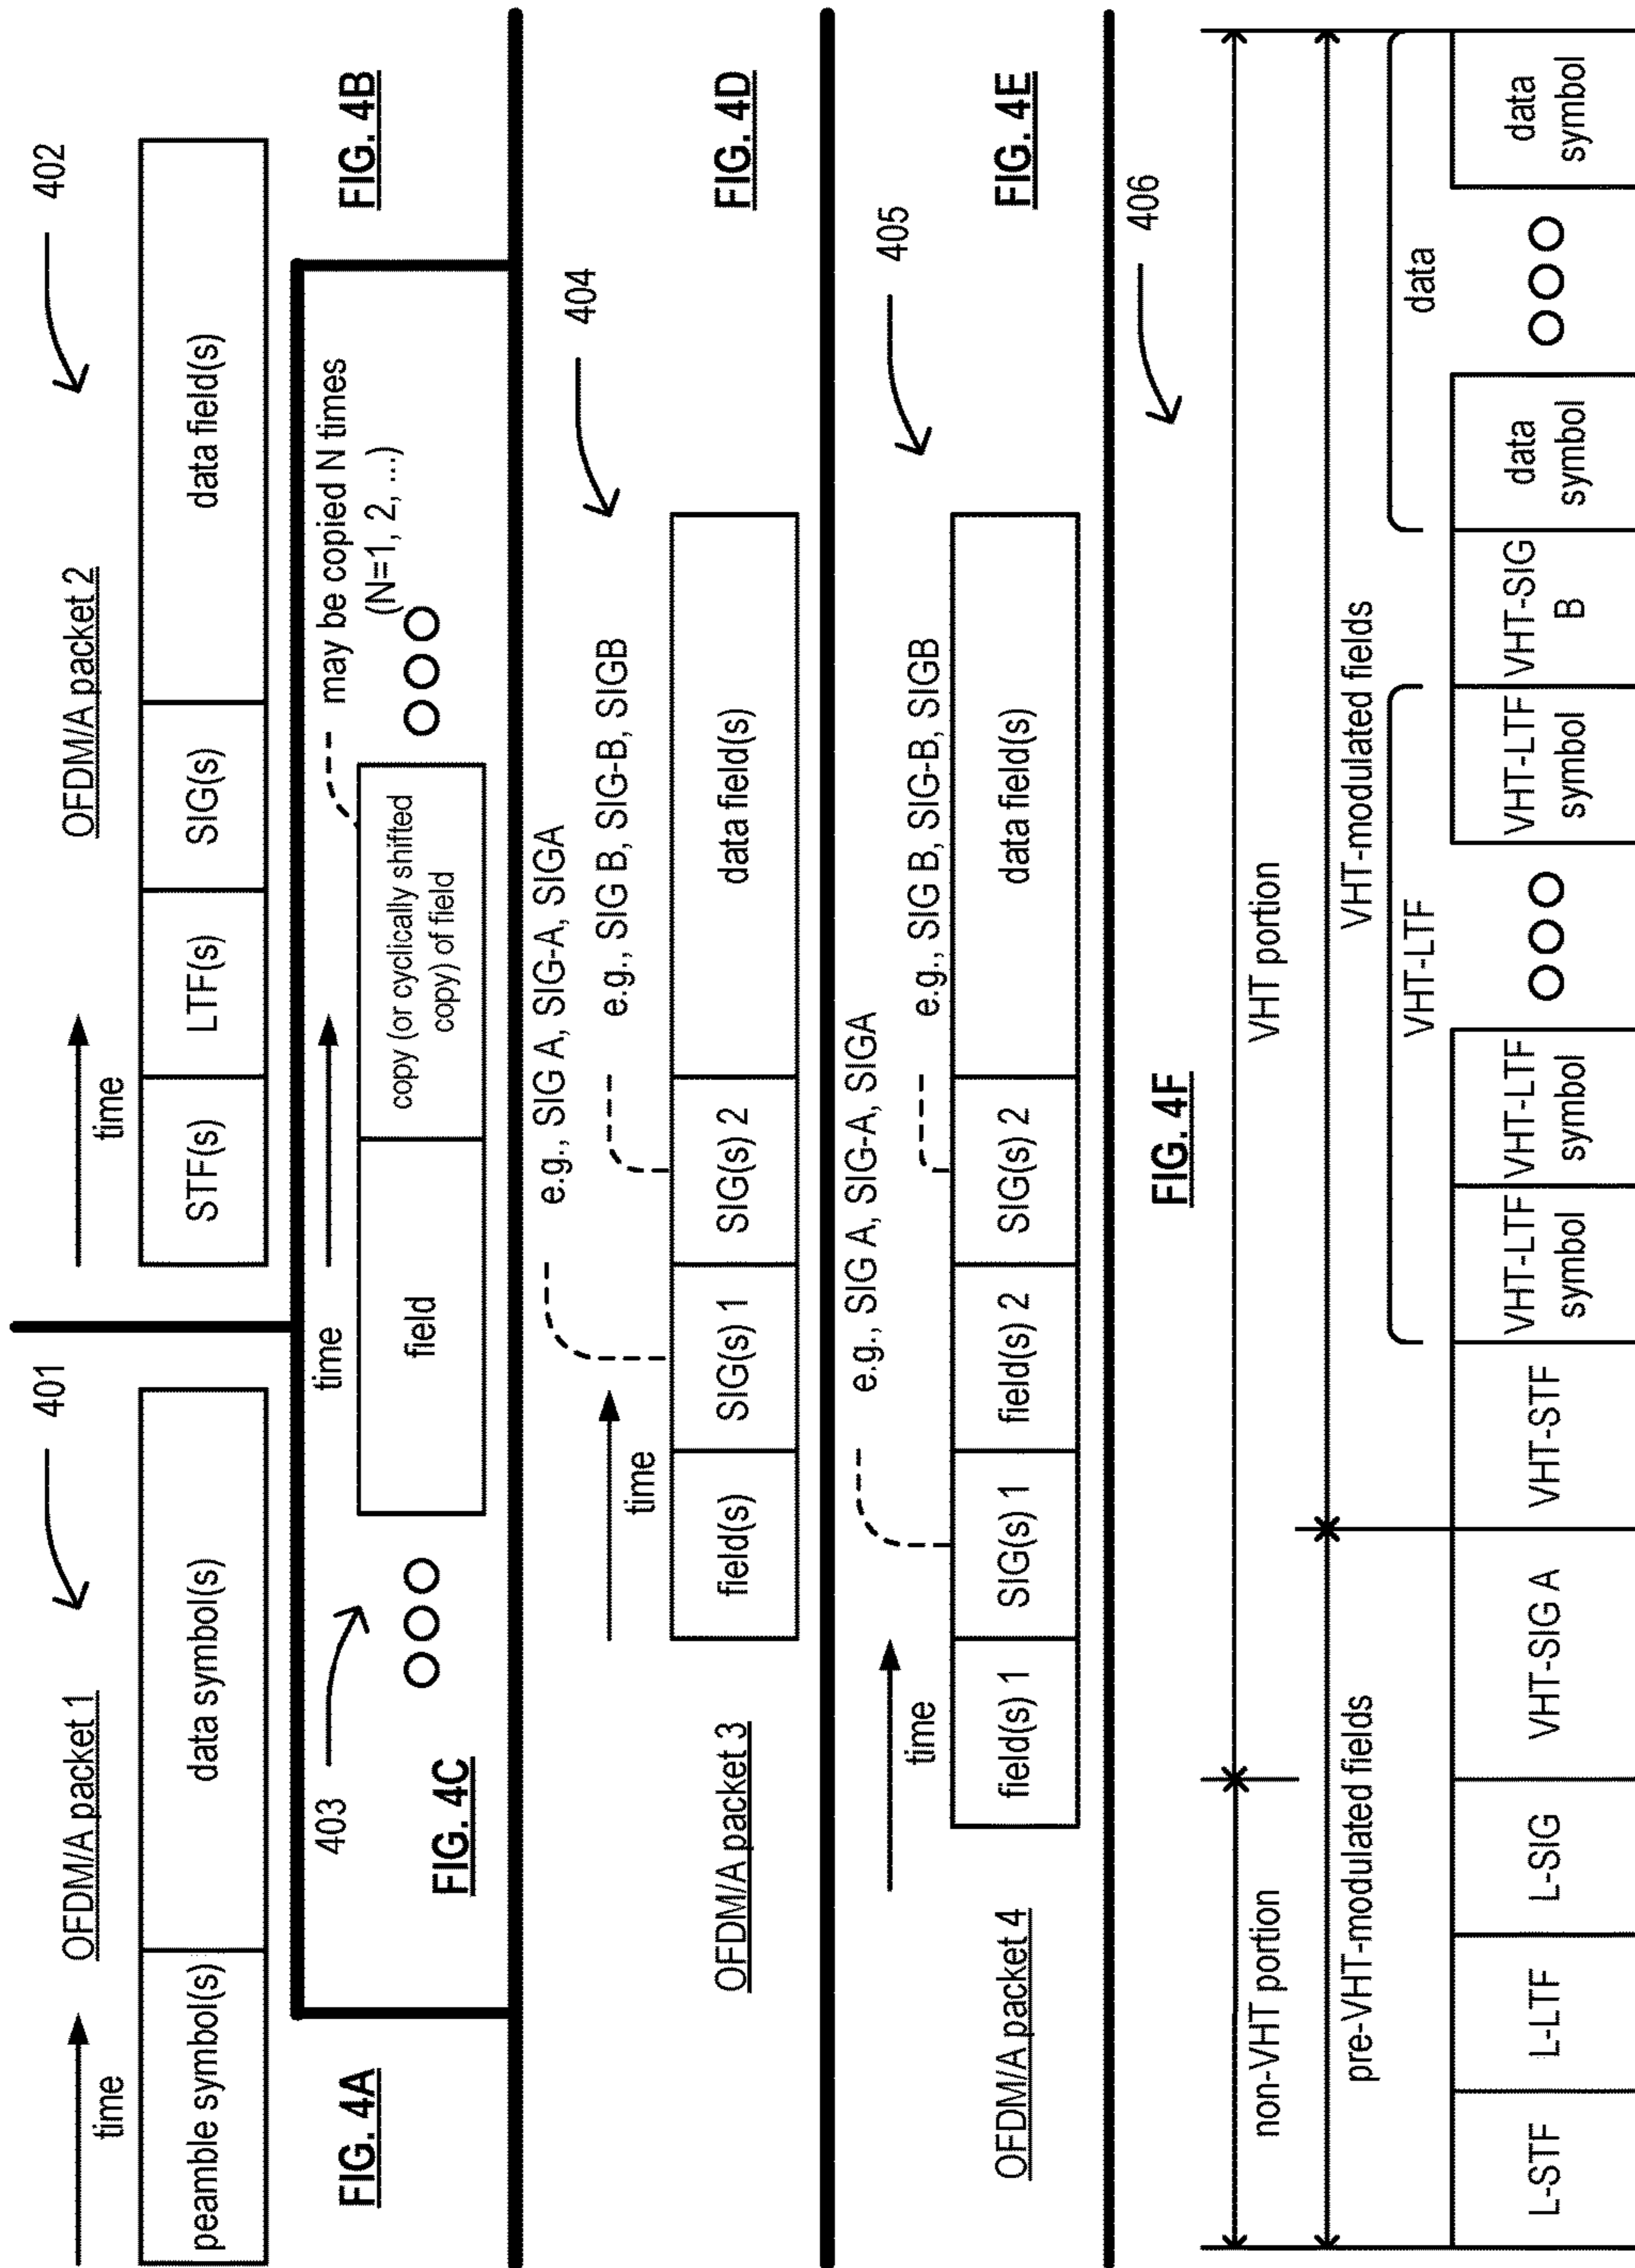 OFDM/A packet 1
401
time
peamble symbol(s)
data symbol(s)
FIG. 4A
OFDM/A packet 2
402
time
STF(s)
LTF(s)
SIG(s)
data field(s)
FIG. 4B
403
time
may be copied N times
(N=1, 2, ...)
field
copy (or cyclically shifted
copy) of field
FIG. 4C
OFDM/A packet 3
404
time
e.g., SIG A, SIG-A, SIGA
e.g., SIG B, SIG-B, SIGB
field(s)
SIG(s) 1
SIG(s) 2
data field(s)
FIG. 4D
OFDM/A packet 4
405
time
e.g., SIG A, SIG-A, SIGA
e.g., SIG B, SIG-B, SIGB
field(s) 1
SIG(s) 1
field(s) 2
SIG(s) 2
data field(s)
FIG. 4E
FIG. 4F
406
non-VHT portion
VHT portion
pre-VHT-modulated fields
VHT-modulated fields
VHT-LTF
data
L-STF
L-LTF
L-SIG
VHT-SIG A
VHT-STF
VHT-LTF
symbol
VHT-LTF
symbol
VHT-LTF
symbol
VHT-SIG
B
data
symbol
data
symbol